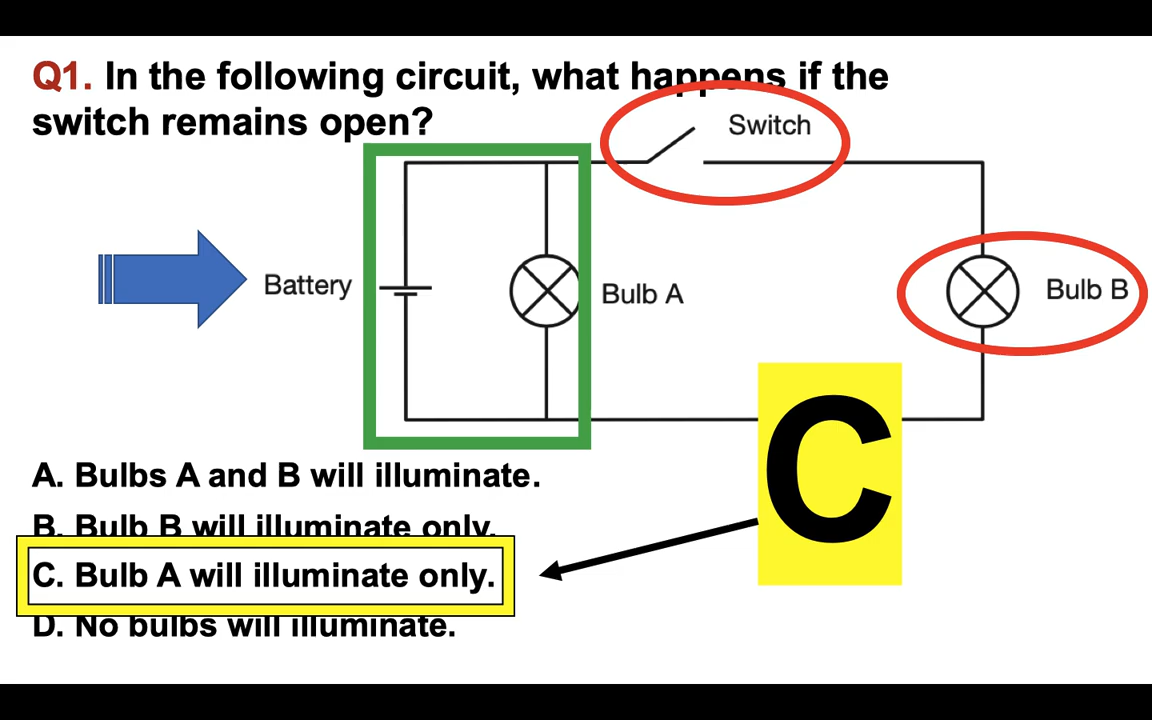 Q1. In the following circuit, what happens if the
switch remains open?
Switch
Battery
Bulb A
Bulb B
A. Bulbs A and B will illuminate.
B. Bulb B will illuminate only.
C. Bulb A will illuminate only.
D. No bulbs will illuminate.
C